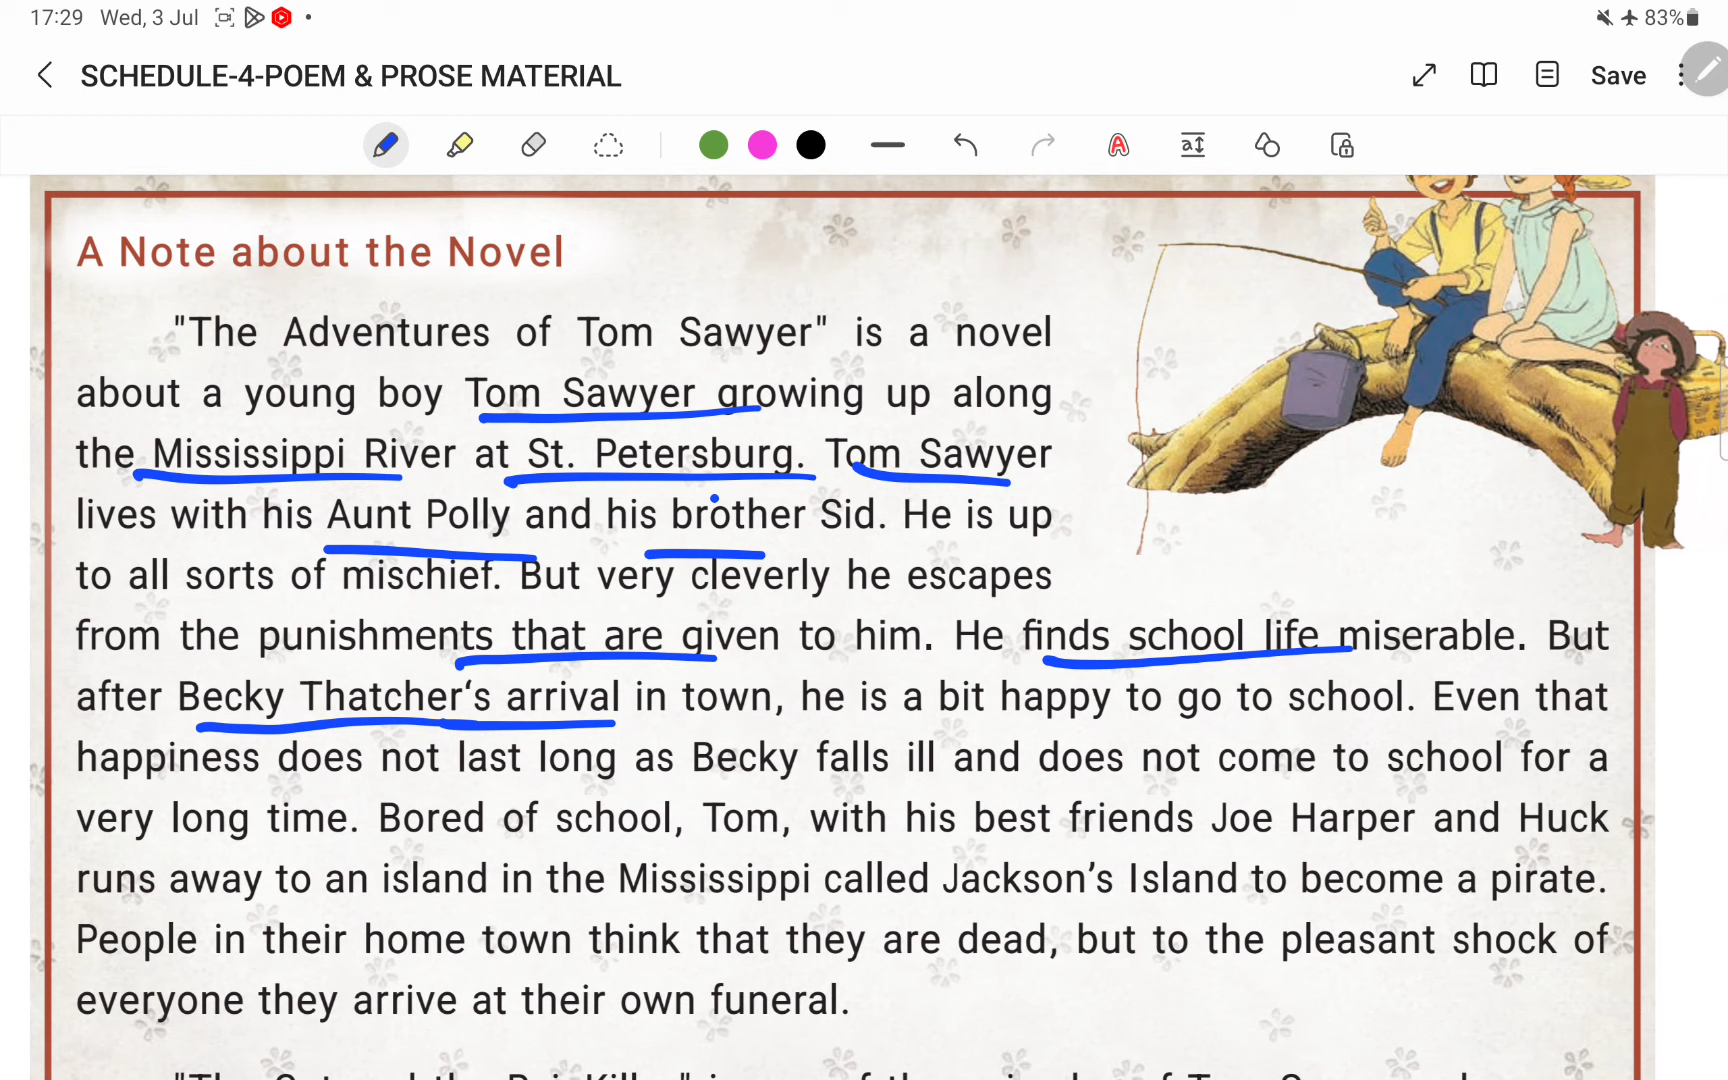 17:29 Wed, 3 Jul 83%
SCHEDULE-4-POEM & PROSE MATERIAL
Save
A Note about the Novel
"The Adventures of Tom Sawyer" is a novel
about a young boy Tom Sawyer growing up along
the Mississippi River at St. Petersburg. Tom Sawyer
lives with his Aunt Polly and his brother Sid. He is up
to all sorts of mischief. But very cleverly he escapes
from the punishments that are given to him. He finds school life miserable. But
after Becky Thatcher‘s arrival in town, he is a bit happy to go to school. Even that
happiness does not last long as Becky falls ill and does not come to school for a
very long time. Bored of school, Tom, with his best friends Joe Harper and Huck
runs away to an island in the Mississippi called Jackson’s Island to become a pirate.
People in their home town think that they are dead, but to the pleasant shock of
everyone they arrive at their own funeral.